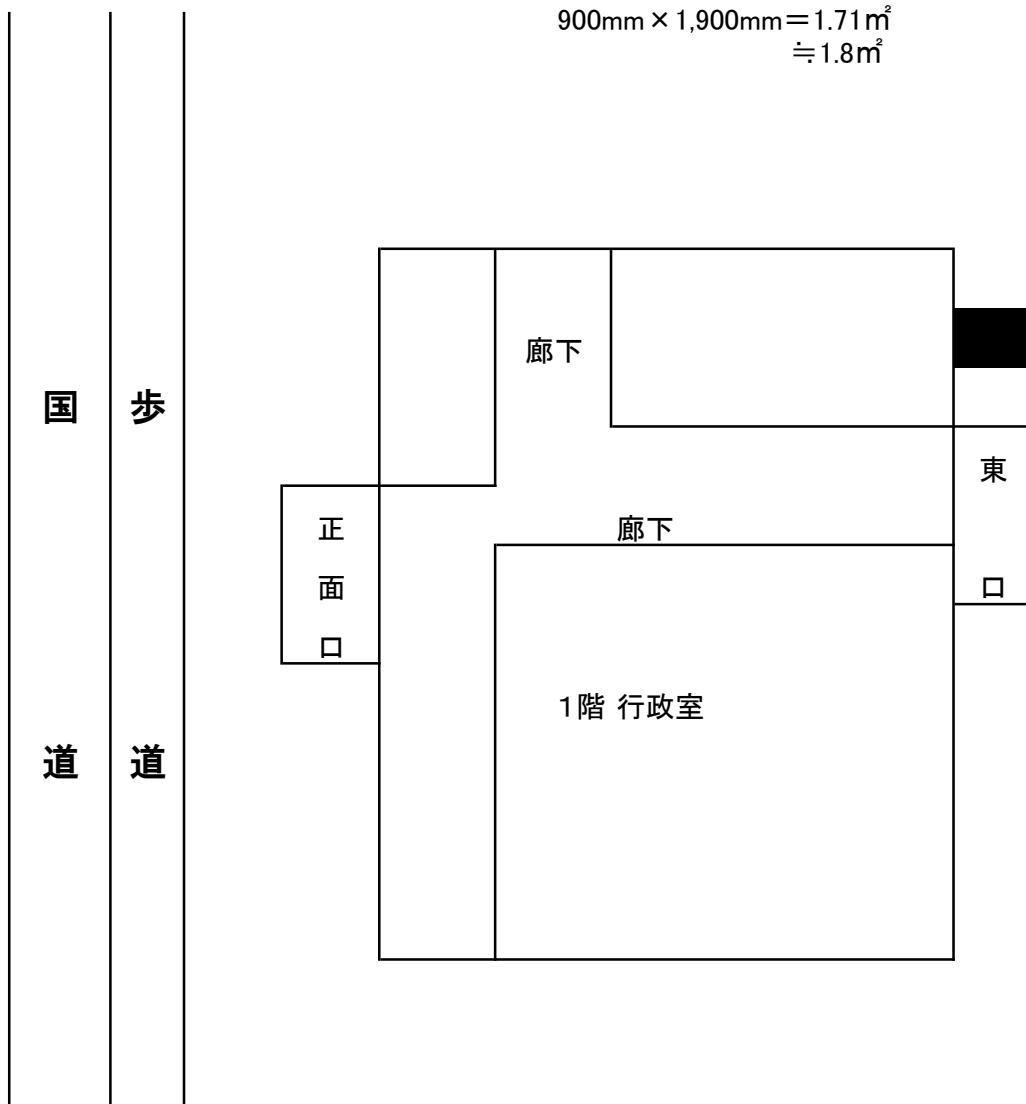 900mm×1,900mm＝1.71㎡
≒1.8㎡
国道
歩道
廊下
正面口
廊下
東口
1階 行政室